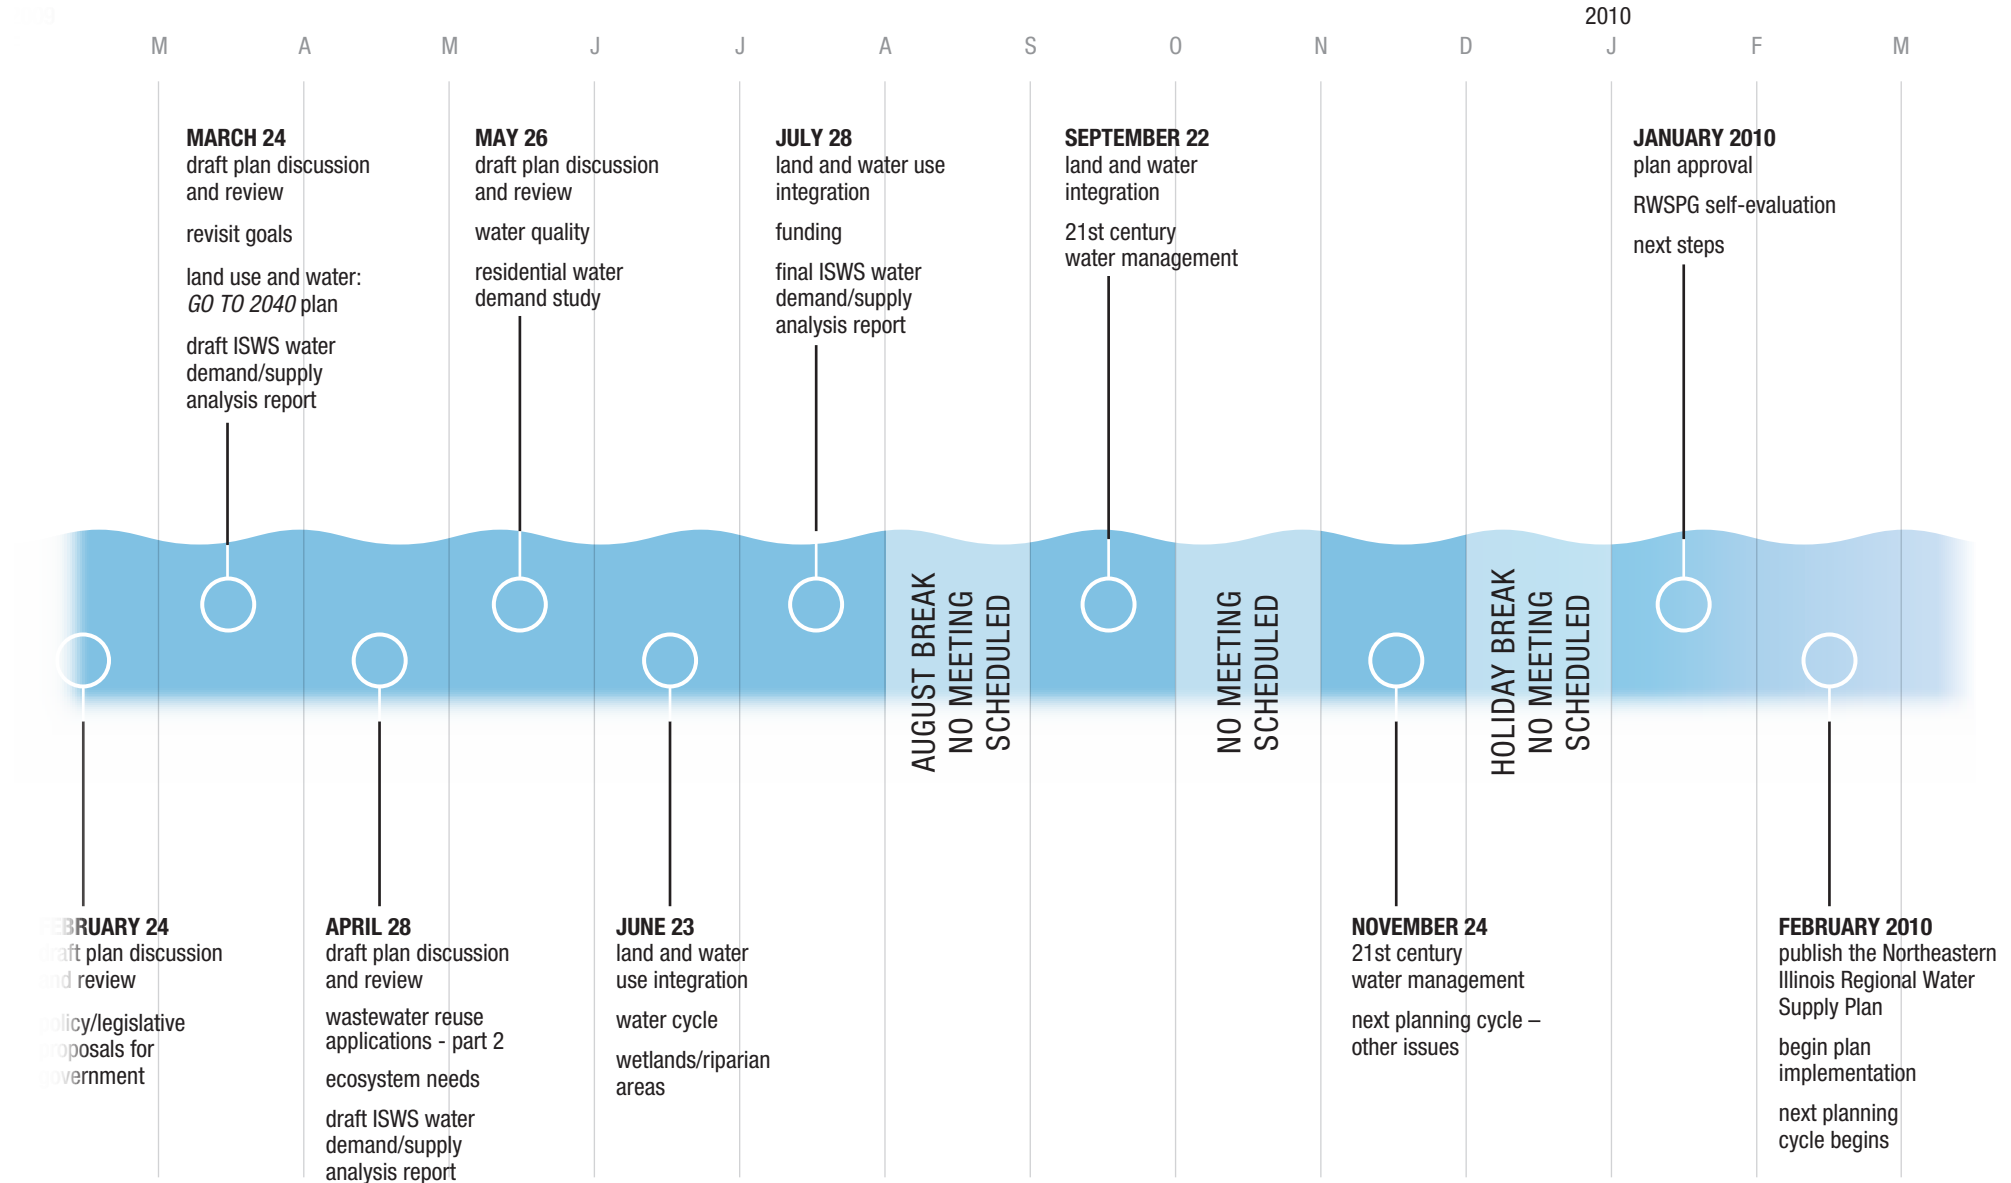 2010
M A M J J A S O N D J F M
MARCH 24
draft plan discussion
and review
revisit goals
land use and water:
GO TO 2040 plan
draft ISWS water
demand/supply
analysis report
MAY 26
draft plan discussion
and review
water quality
residential water
demand study
JULY 28
land and water use
integration
funding
final ISWS water
demand/supply
analysis report
SEPTEMBER 22
land and water
integration
21st century
water management
JANUARY 2010
plan approval
RWSPG self-evaluation
next steps
AUGUST BREAK
NO MEETING
SCHEDULED
NO MEETING
SCHEDULED
HOLIDAY BREAK
NO MEETING
SCHEDULED
FEBRUARY 24
draft plan discussion
and review
policy/legislative
proposals for
government
APRIL 28
draft plan discussion
and review
wastewater reuse
applications - part 2
ecosystem needs
draft ISWS water
demand/supply
analysis report
JUNE 23
land and water
use integration
water cycle
wetlands/riparian
areas
NOVEMBER 24
21st century
water management
next planning cycle –
other issues
FEBRUARY 2010
publish the Northeastern
Illinois Regional Water
Supply Plan
begin plan
implementation
next planning
cycle begins